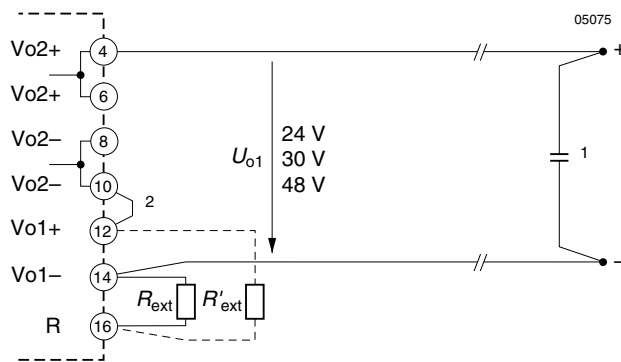 05075
Vo2+ 4 +
Vo2+ 6
Vo2– 8
24 V
Uo1 30 V 1
48 V
Vo2– 10
2
Vo1+ 12
Vo1– 14 –
Rext R'ext
R 16